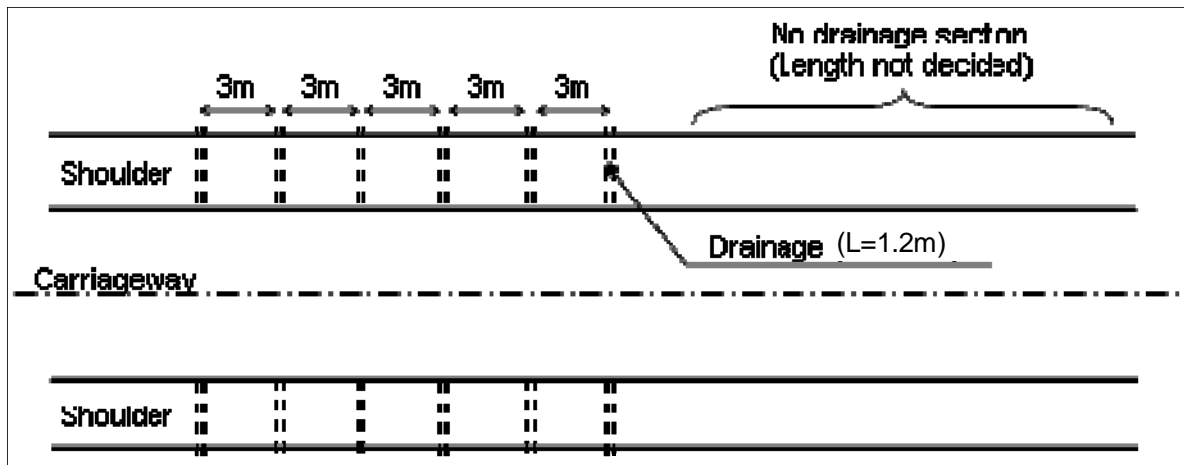 No drainage section
(Length not decided)
3m 3m 3m 3m 3m
Shoulder
Drainage (L=1.2m)
Carriageway
Shoulder